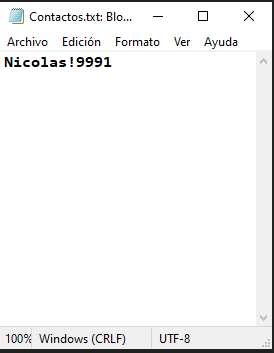 Contactos.txt: Blo...
Archivo Edición Formato Ver Ayuda
Nicolas!9991
100% Windows (CRLF) UTF-8